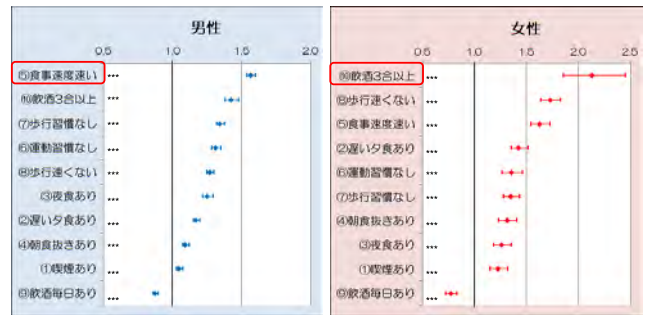 男性
0.5 1.0 1.5 2.0
⑤食事速度速い ***
⑩飲酒3合以上 ***
⑦歩行習慣なし ***
⑥運動習慣なし ***
⑧歩行速くない ***
③夜食あり ***
②遅い夕食あり ***
④朝食抜きあり ***
①喫煙あり ***
⑨飲酒毎日あり ***
女性
0.5 1.0 1.5 2.0 2.5
⑩飲酒3合以上 ***
⑧歩行速くない ***
⑤食事速度速い ***
②遅い夕食あり ***
⑥運動習慣なし ***
⑦歩行習慣なし ***
④朝食抜きあり ***
③夜食あり ***
①喫煙あり ***
⑨飲酒毎日あり ***